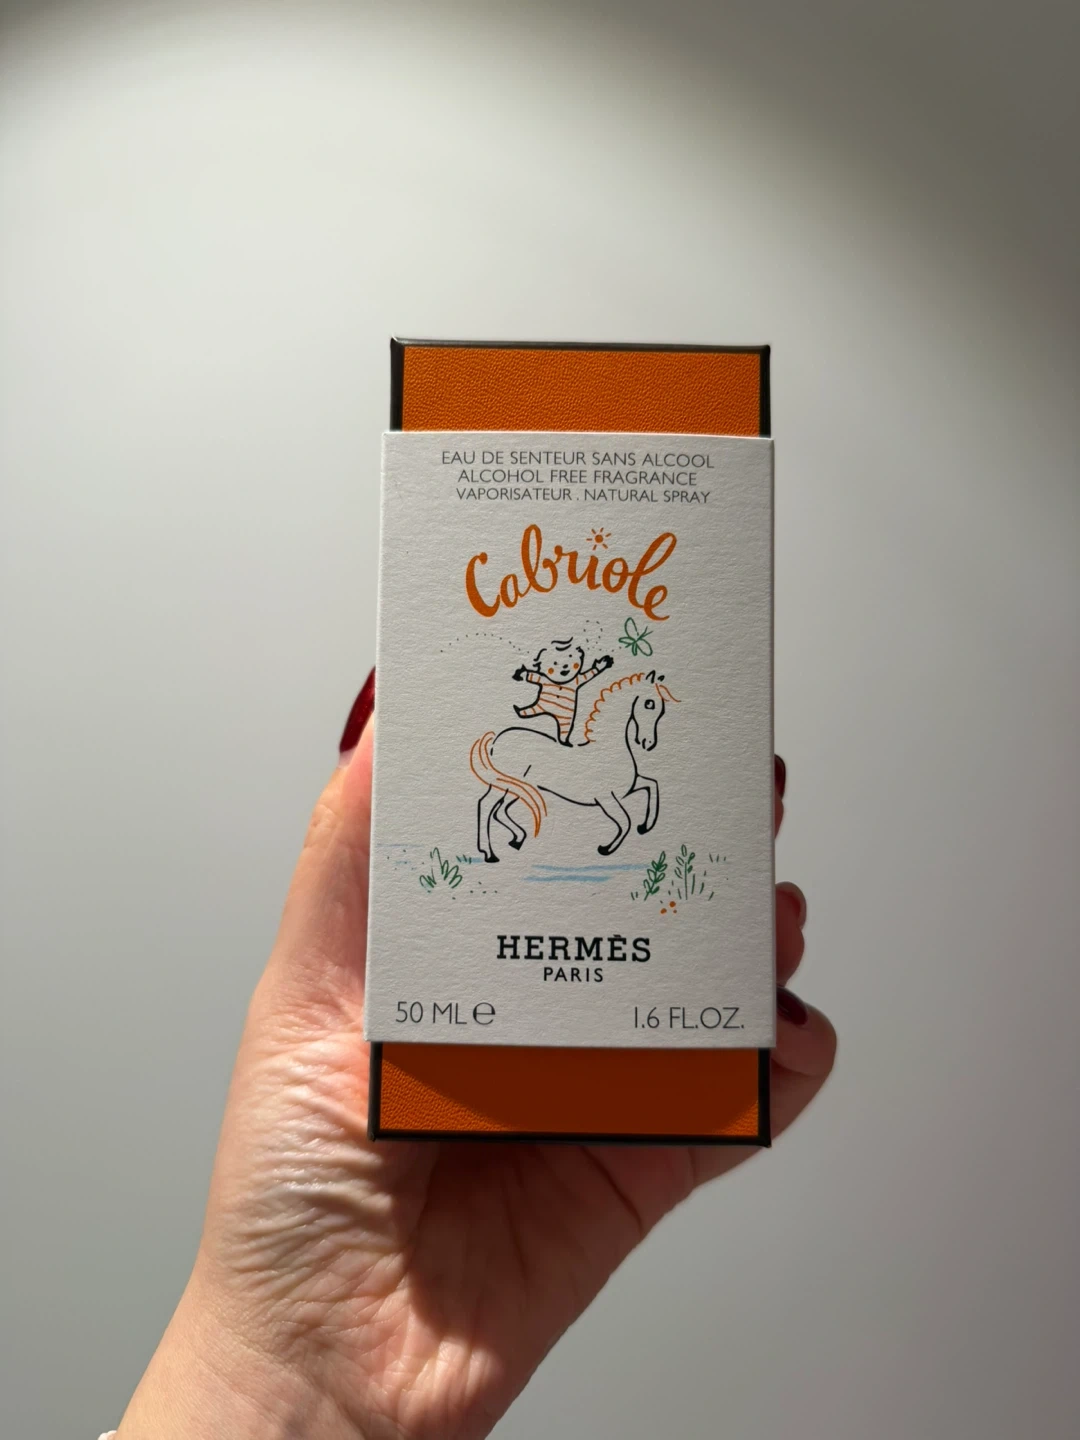 EAU DE SENTEUR SANS ALCOOL
ALCOHOL FREE FRAGRANCE
VAPORISATEUR . NATURAL SPRAY
Cabriole
HERMÈS
PARIS
50 ML ℮ 1.6 FL.OZ.